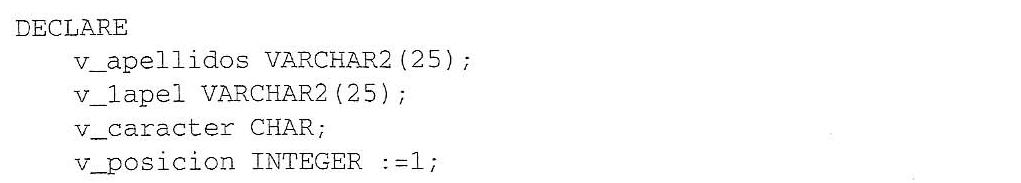 DECLARE
v_apellidos VARCHAR2(25);
v_1apel VARCHAR2(25);
v_caracter CHAR;
v_posicion INTEGER :=1;